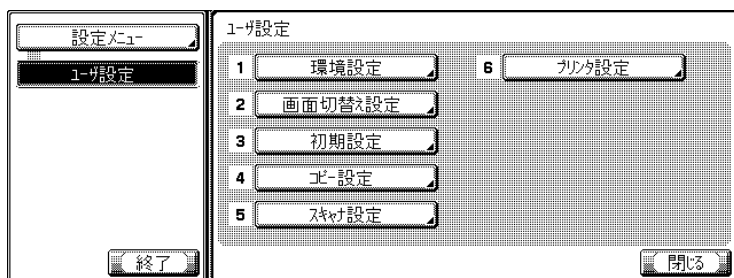 設定ﾒﾆｭｰ
ﾕｰｻﾞ設定
終了
ﾕｰｻﾞ設定
1 環境設定
2 画面切替え設定
3 初期設定
4 ｺﾋﾟｰ設定
5 ｽｷｬﾅ設定
6 ﾌﾟﾘﾝﾀ設定
閉じる